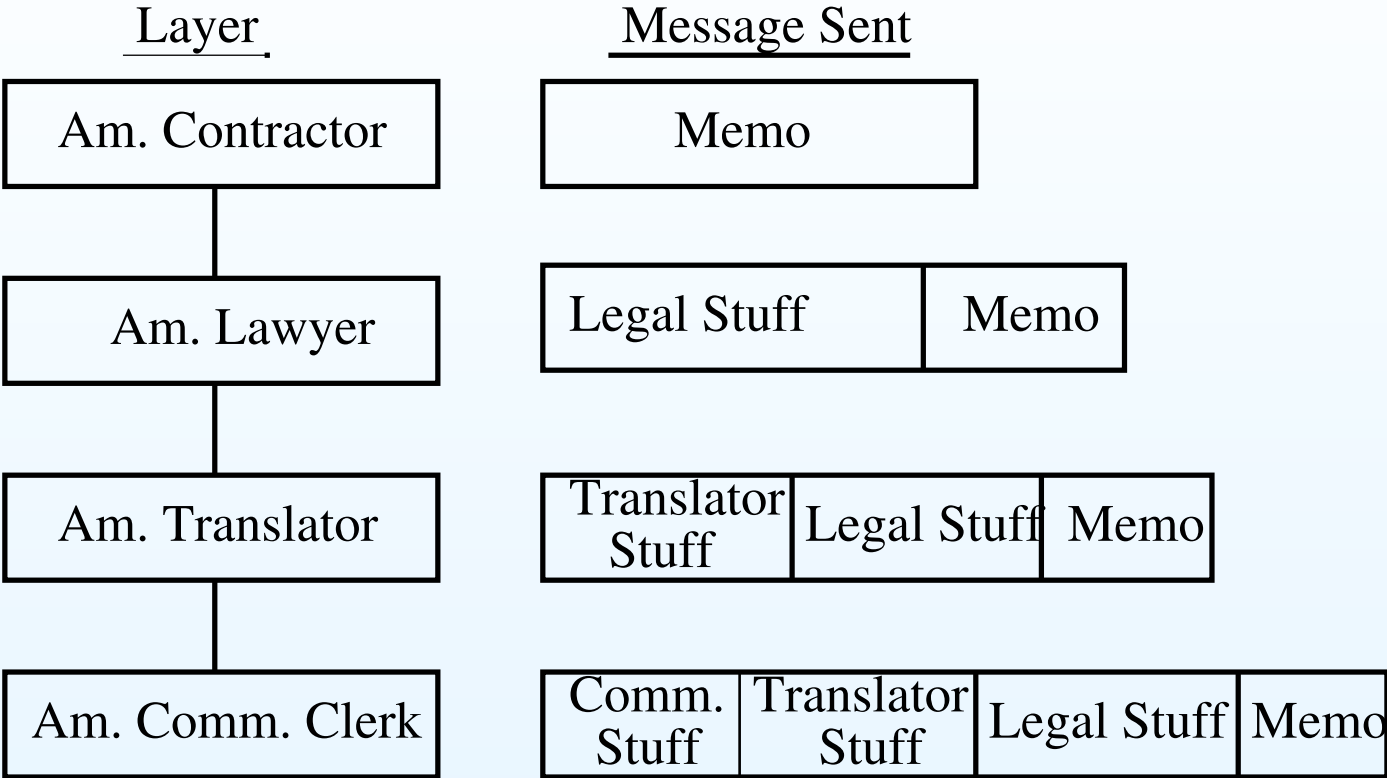 Layer
Message Sent
Am. Contractor
Memo
Am. Lawyer
Legal Stuff
Memo
Am. Translator
Translator
Stuff
Legal Stuff
Memo
Am. Comm. Clerk
Comm.
Stuff
Translator
Stuff
Legal Stuff
Memo